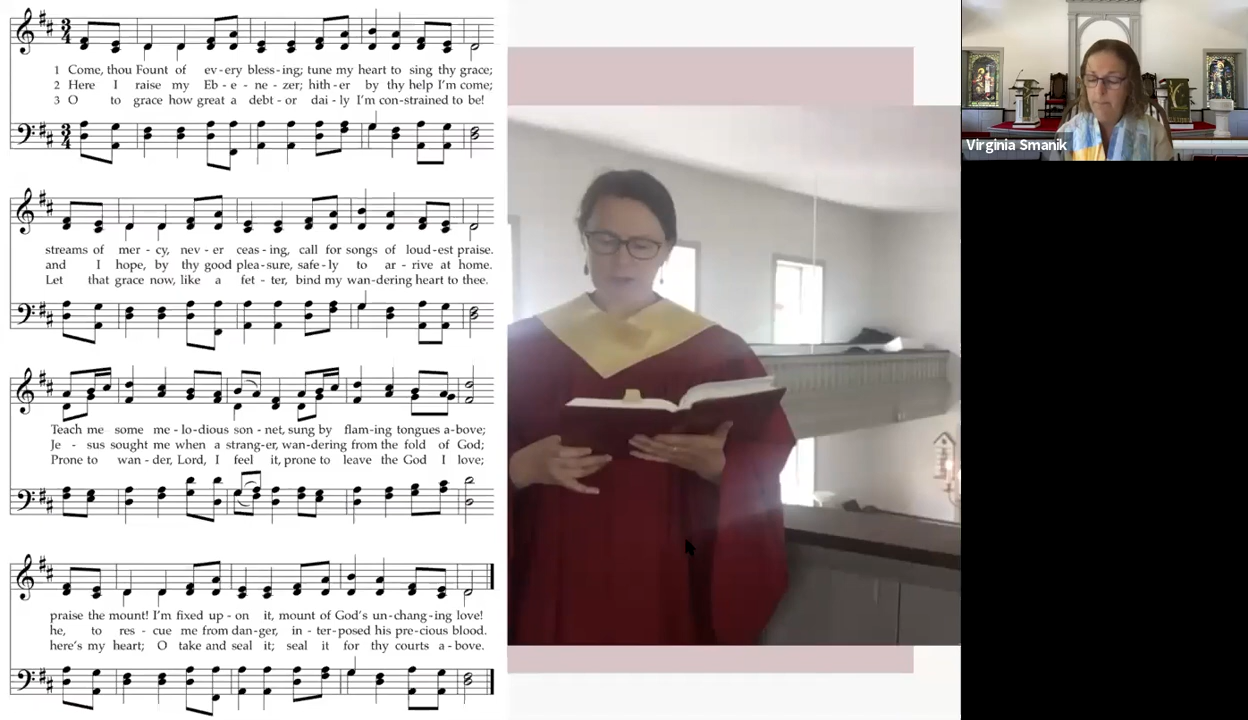 1 Come, thou Fount of ev-ery bless-ing; tune my heart to sing thy grace;
2 Here I raise my Eb-e-ne-zer; hith-er by thy help I'm come;
3 O to grace how great a debt-or dai-ly I'm con-strained to be!
streams of mer-cy, nev-er ceas-ing, call for songs of loud-est praise.
and I hope, by thy good plea-sure, safe-ly to ar-rive at home.
Let that grace now, like a fet-ter, bind my wan-dering heart to thee.
Teach me some me-lo-dious son-net, sung by flam-ing tongues a-bove;
Je-sus sought me when a strang-er, wan-dering from the fold of God;
Prone to wan-der, Lord, I feel it, prone to leave the God I love;
praise the mount! I'm fixed up-on it, mount of God's un-chang-ing love!
he, to res-cue me from dan-ger, in-ter-posed his pre-cious blood.
here's my heart; O take and seal it; seal it for thy courts a-bove.
Virginia Smanik